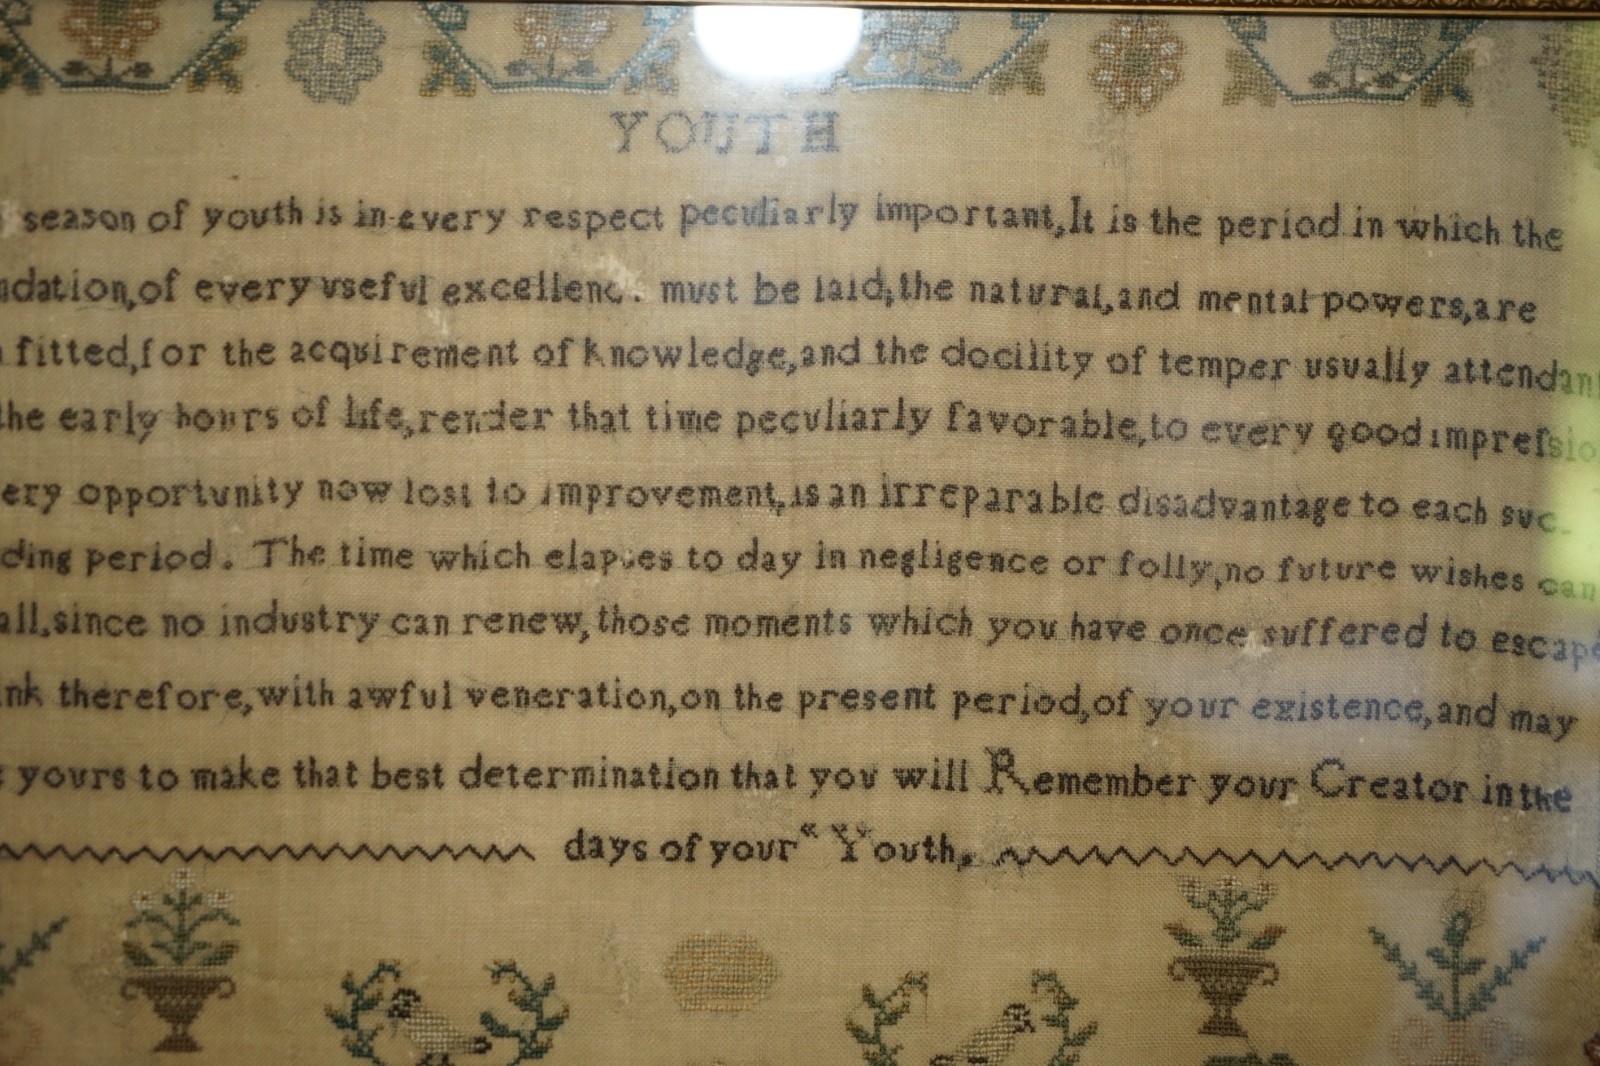 YOUTH
season of youth is in every respect peculiarly important, It is the period in which the
dation, of every useful excellenc. must be laid, the natural, and mental powers, are
fitted, for the acquirement of knowledge, and the docility of temper usually attendant
the early hours of life, render that time peculiarly favorable, to every good impreſsio
ery opportunity now lost to improvement, is an irreparable disadvantage to each suc-
ding period. The time which elapses to day in negligence or folly, no future wishes can
all, since no industry can renew, those moments which you have once suffered to escape
nk therefore, with awful veneration, on the present period, of your existence, and may
yours to make that best determination that you will Remember your Creator in the
days of your "Youth,